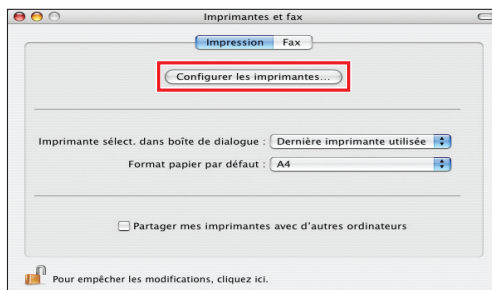 Imprimantes et fax
Impression Fax
Configurer les imprimantes...
Imprimante sélect. dans boîte de dialogue : Dernière imprimante utilisée
Format papier par défaut : A4
Partager mes imprimantes avec d'autres ordinateurs
Pour empêcher les modifications, cliquez ici.